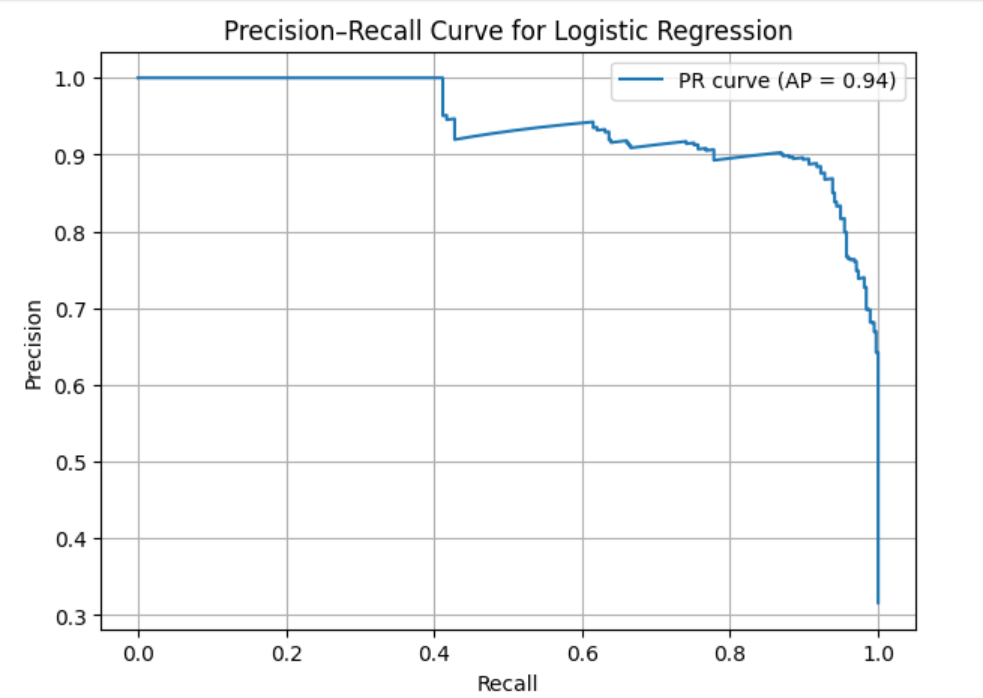 Precision–Recall Curve for Logistic Regression
PR curve (AP = 0.94)
1.0
0.9
0.8
0.7
0.6
0.5
0.4
0.3
Precision
0.0 0.2 0.4 0.6 0.8 1.0
Recall